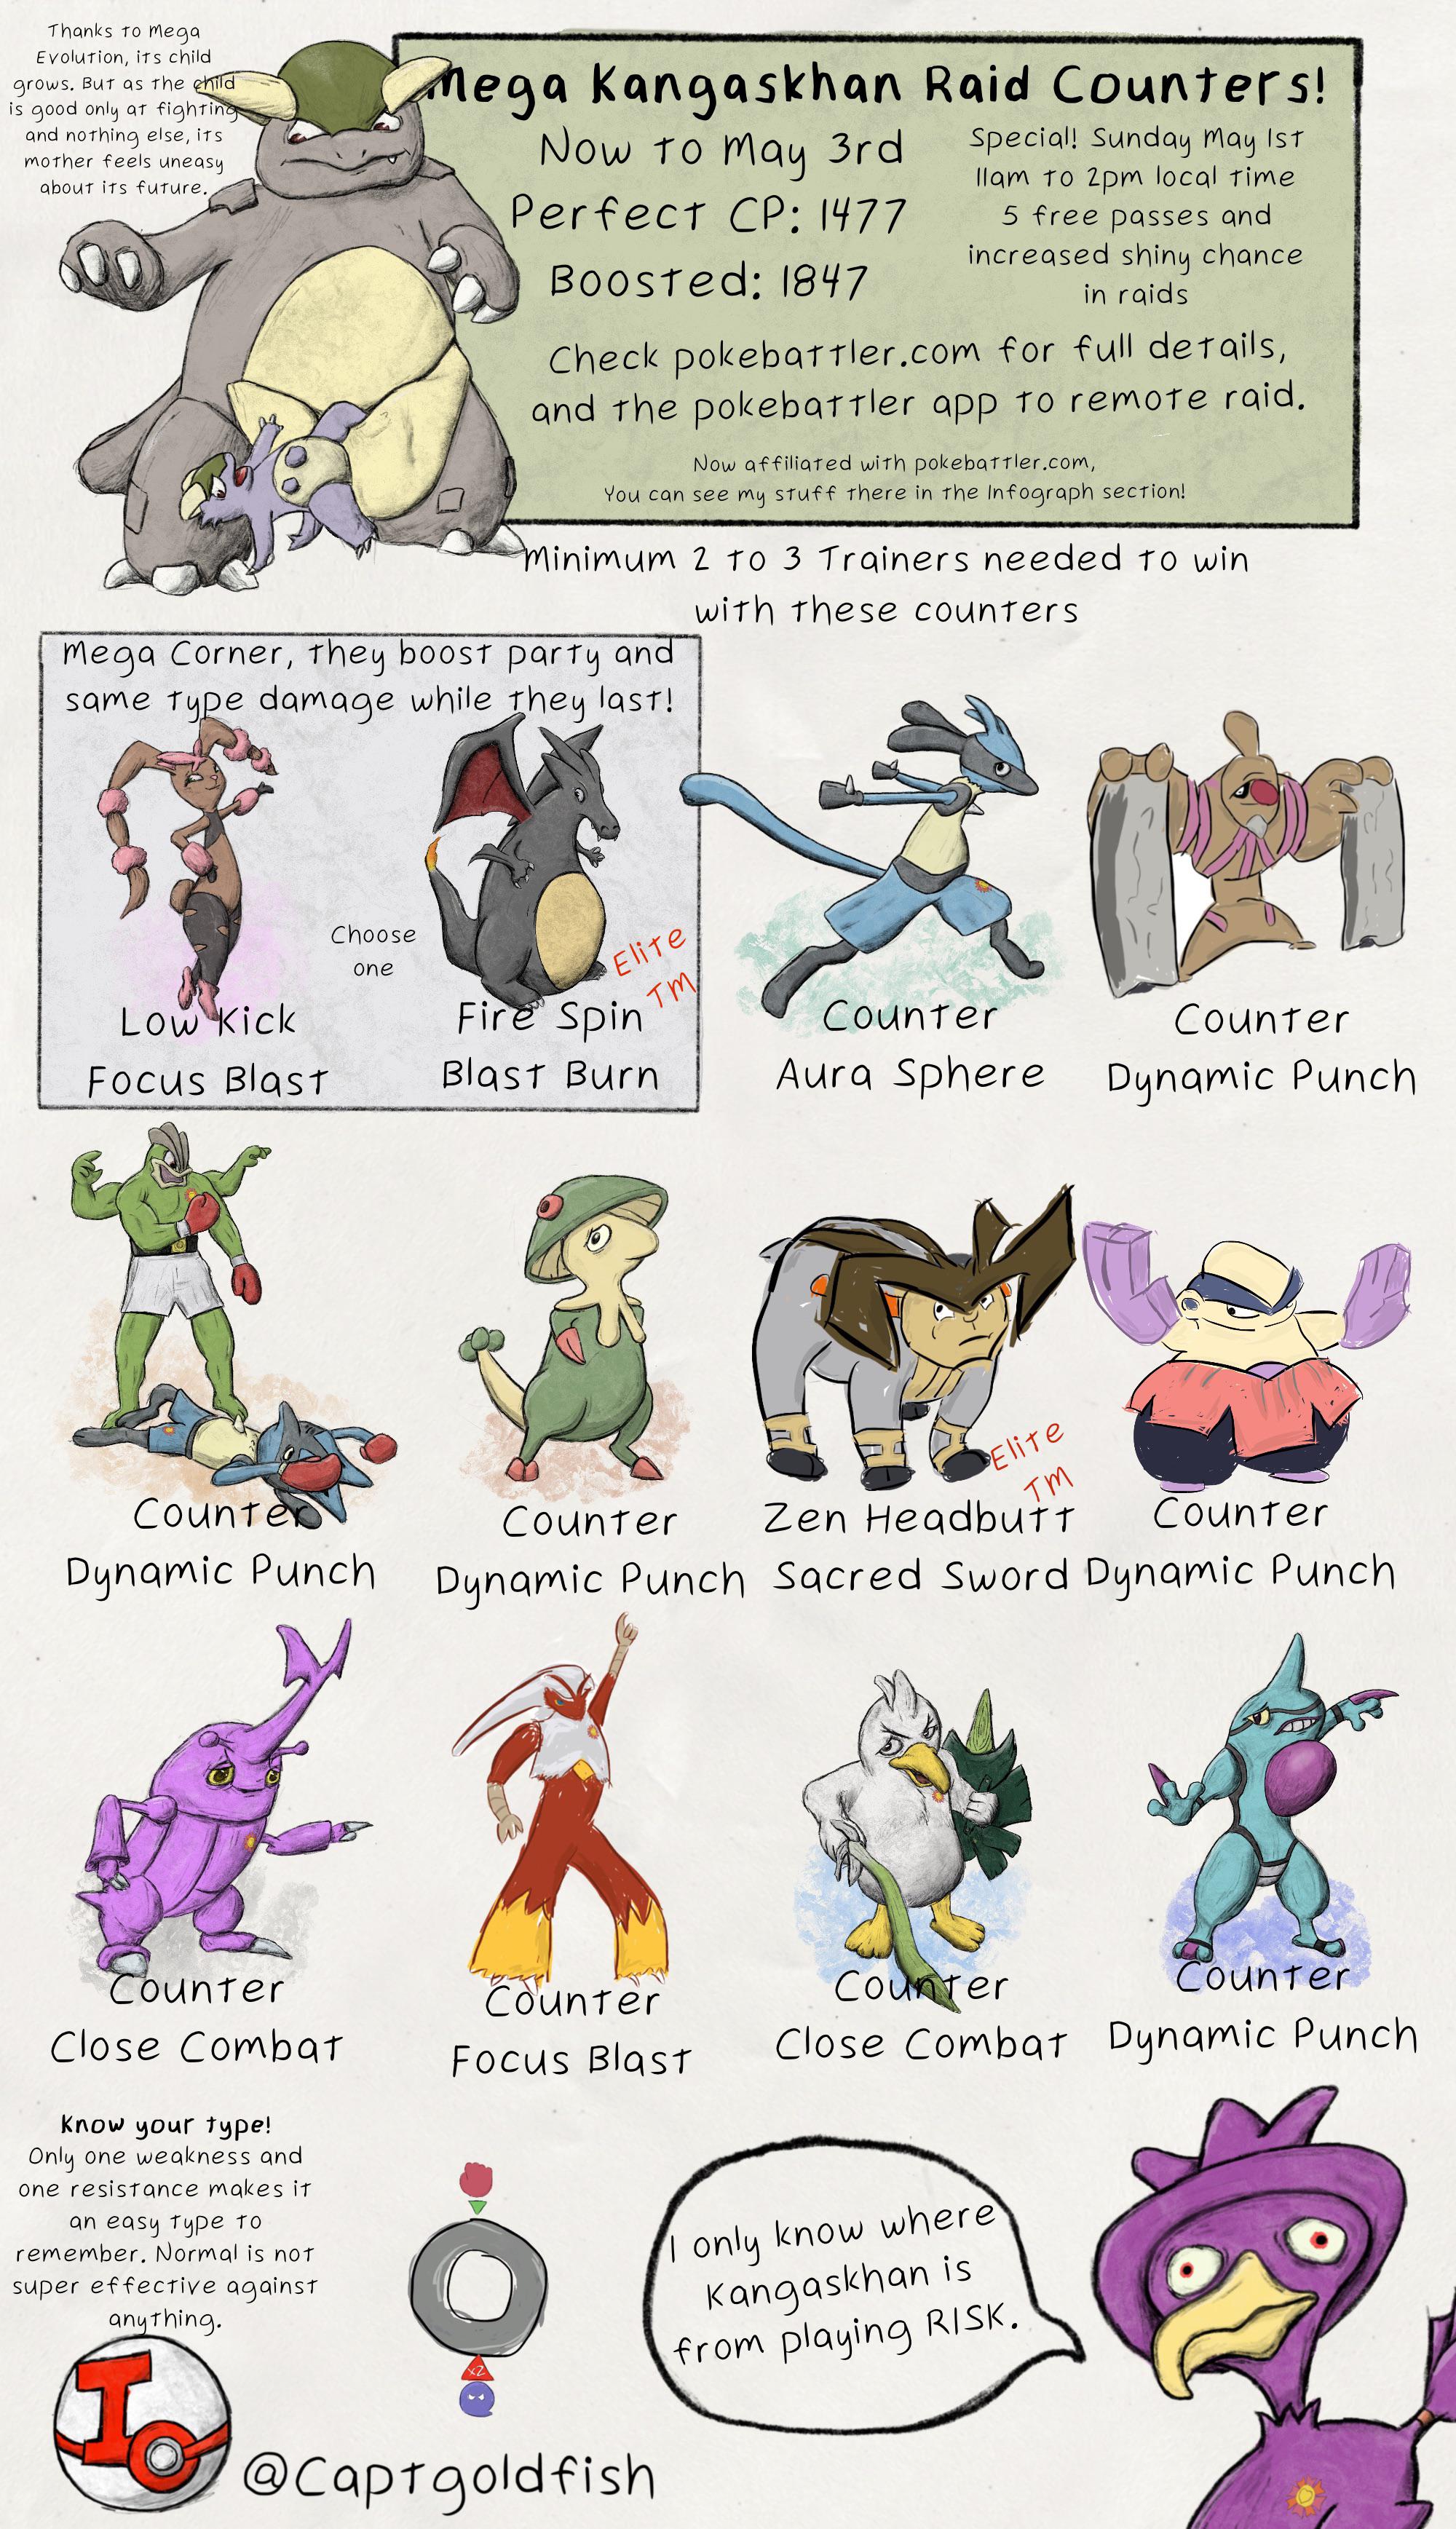 Thanks to Mega
Evolution, its child
grows. But as the child
is good only at fighting
and nothing else, its
mother feels uneasy
about its future.
Mega Kangaskhan Raid Counters!
Now to May 3rd
Perfect CP: 1477
Boosted: 1847
Special! Sunday May 1st
11am to 2pm local time
5 free passes and
increased shiny chance
in raids
Check pokebattler.com for full details,
and the pokebattler app to remote raid.
Now affiliated with pokebattler.com,
You can see my stuff there in the Infograph section!
Minimum 2 to 3 Trainers needed to win
with these counters
Mega Corner, they boost party and
same type damage while they last!
Choose
one
Elite
TM
Low Kick
Focus Blast
Fire Spin
Blast Burn
Counter
Aura Sphere
Counter
Dynamic Punch
Counter
Dynamic Punch
Counter
Dynamic Punch
Elite
TM
Zen Headbutt
Sacred Sword
Counter
Dynamic Punch
Counter
Close Combat
Counter
Focus Blast
Counter
Close Combat
Counter
Dynamic Punch
Know your type!
Only one weakness and
one resistance makes it
an easy type to
remember. Normal is not
super effective against
anything.
x2
I only know where
Kangaskhan is
from playing RISK.
I
@Captgoldfish